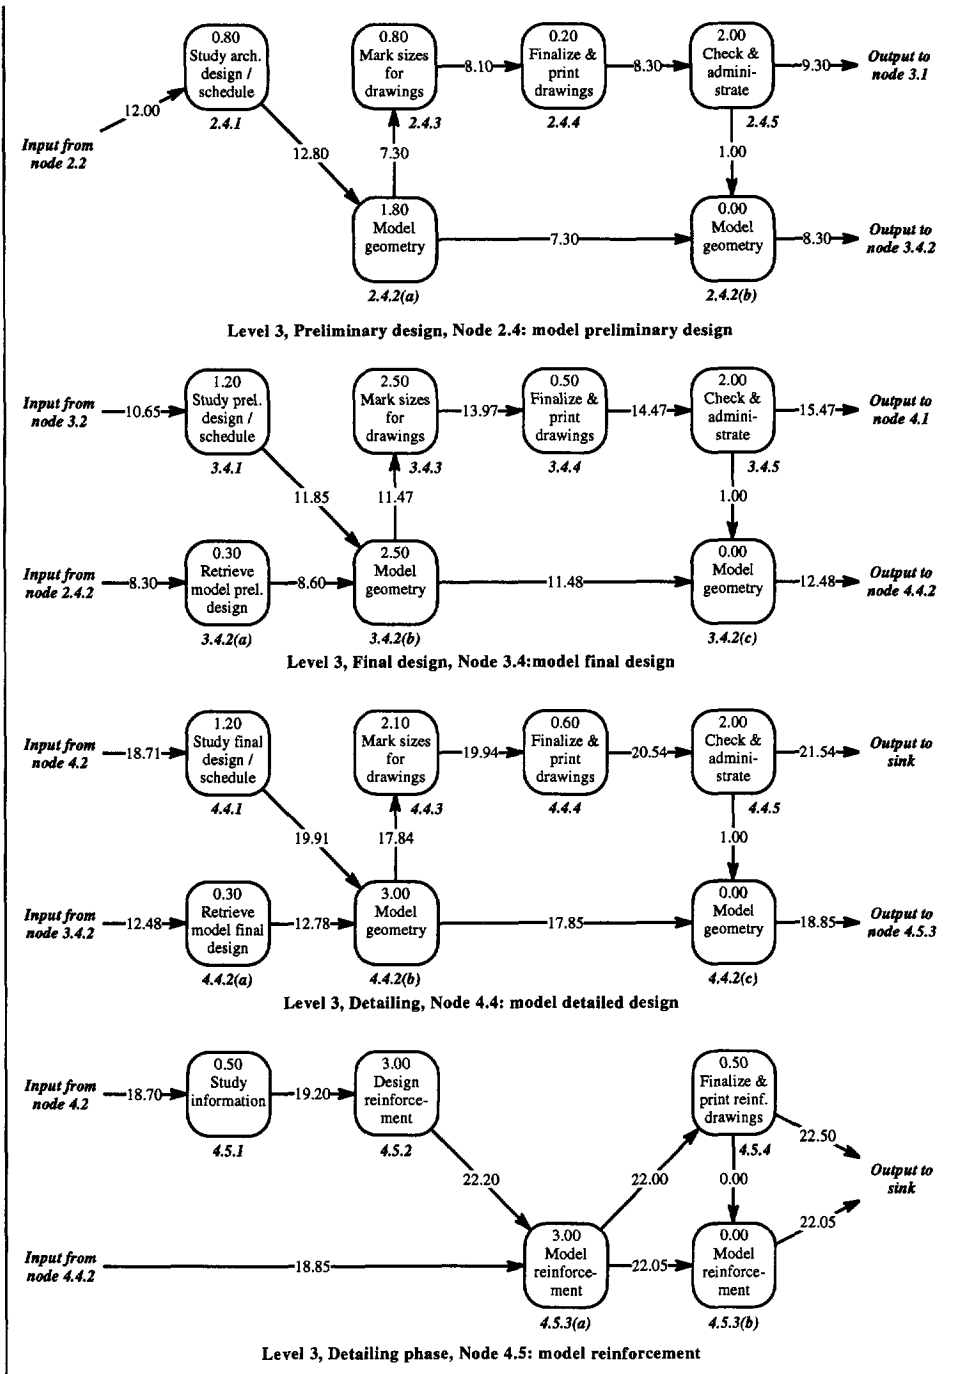 0.80
Study arch.
design /
schedule
2.4.1
0.80
Mark sizes
for
drawings
2.4.3
0.20
Finalize &
print
drawings
2.4.4
2.00
Check &
admini-
strate
2.4.5
8.10
8.30
9.30
Output to
node 3.1
12.00
Input from
node 2.2
12.80
7.30
1.00
1.80
Model
geometry
2.4.2(a)
7.30
0.00
Model
geometry
2.4.2(b)
8.30
Output to
node 3.4.2
Level 3, Preliminary design, Node 2.4: model preliminary design
Input from
node 3.2
10.65
1.20
Study prel.
design /
schedule
3.4.1
2.50
Mark sizes
for
drawings
3.4.3
13.97
0.50
Finalize &
print
drawings
3.4.4
14.47
2.00
Check &
admini-
strate
3.4.5
15.47
Output to
node 4.1
11.85
11.47
1.00
Input from
node 2.4.2
8.30
0.30
Retrieve
model prel.
design
3.4.2(a)
8.60
2.50
Model
geometry
3.4.2(b)
11.48
0.00
Model
geometry
3.4.2(c)
12.48
Output to
node 4.4.2
Level 3, Final design, Node 3.4:model final design
Input from
node 4.2
18.71
1.20
Study final
design /
schedule
4.4.1
2.10
Mark sizes
for
drawings
4.4.3
19.94
0.60
Finalize &
print
drawings
4.4.4
20.54
2.00
Check &
admini-
strate
4.4.5
21.54
Output to
sink
19.91
17.84
1.00
Input from
node 3.4.2
12.48
0.30
Retrieve
model final
design
4.4.2(a)
12.78
3.00
Model
geometry
4.4.2(b)
17.85
0.00
Model
geometry
4.4.2(c)
18.85
Output to
node 4.5.3
Level 3, Detailing, Node 4.4: model detailed design
Input from
node 4.2
18.70
0.50
Study
information
4.5.1
19.20
3.00
Design
reinforce-
ment
4.5.2
0.50
Finalize &
print reinf.
drawings
4.5.4
22.50
22.20
22.00
0.00
Output to
sink
22.05
Input from
node 4.4.2
18.85
3.00
Model
reinforce-
ment
4.5.3(a)
22.05
0.00
Model
reinforce-
ment
4.5.3(b)
Level 3, Detailing phase, Node 4.5: model reinforcement